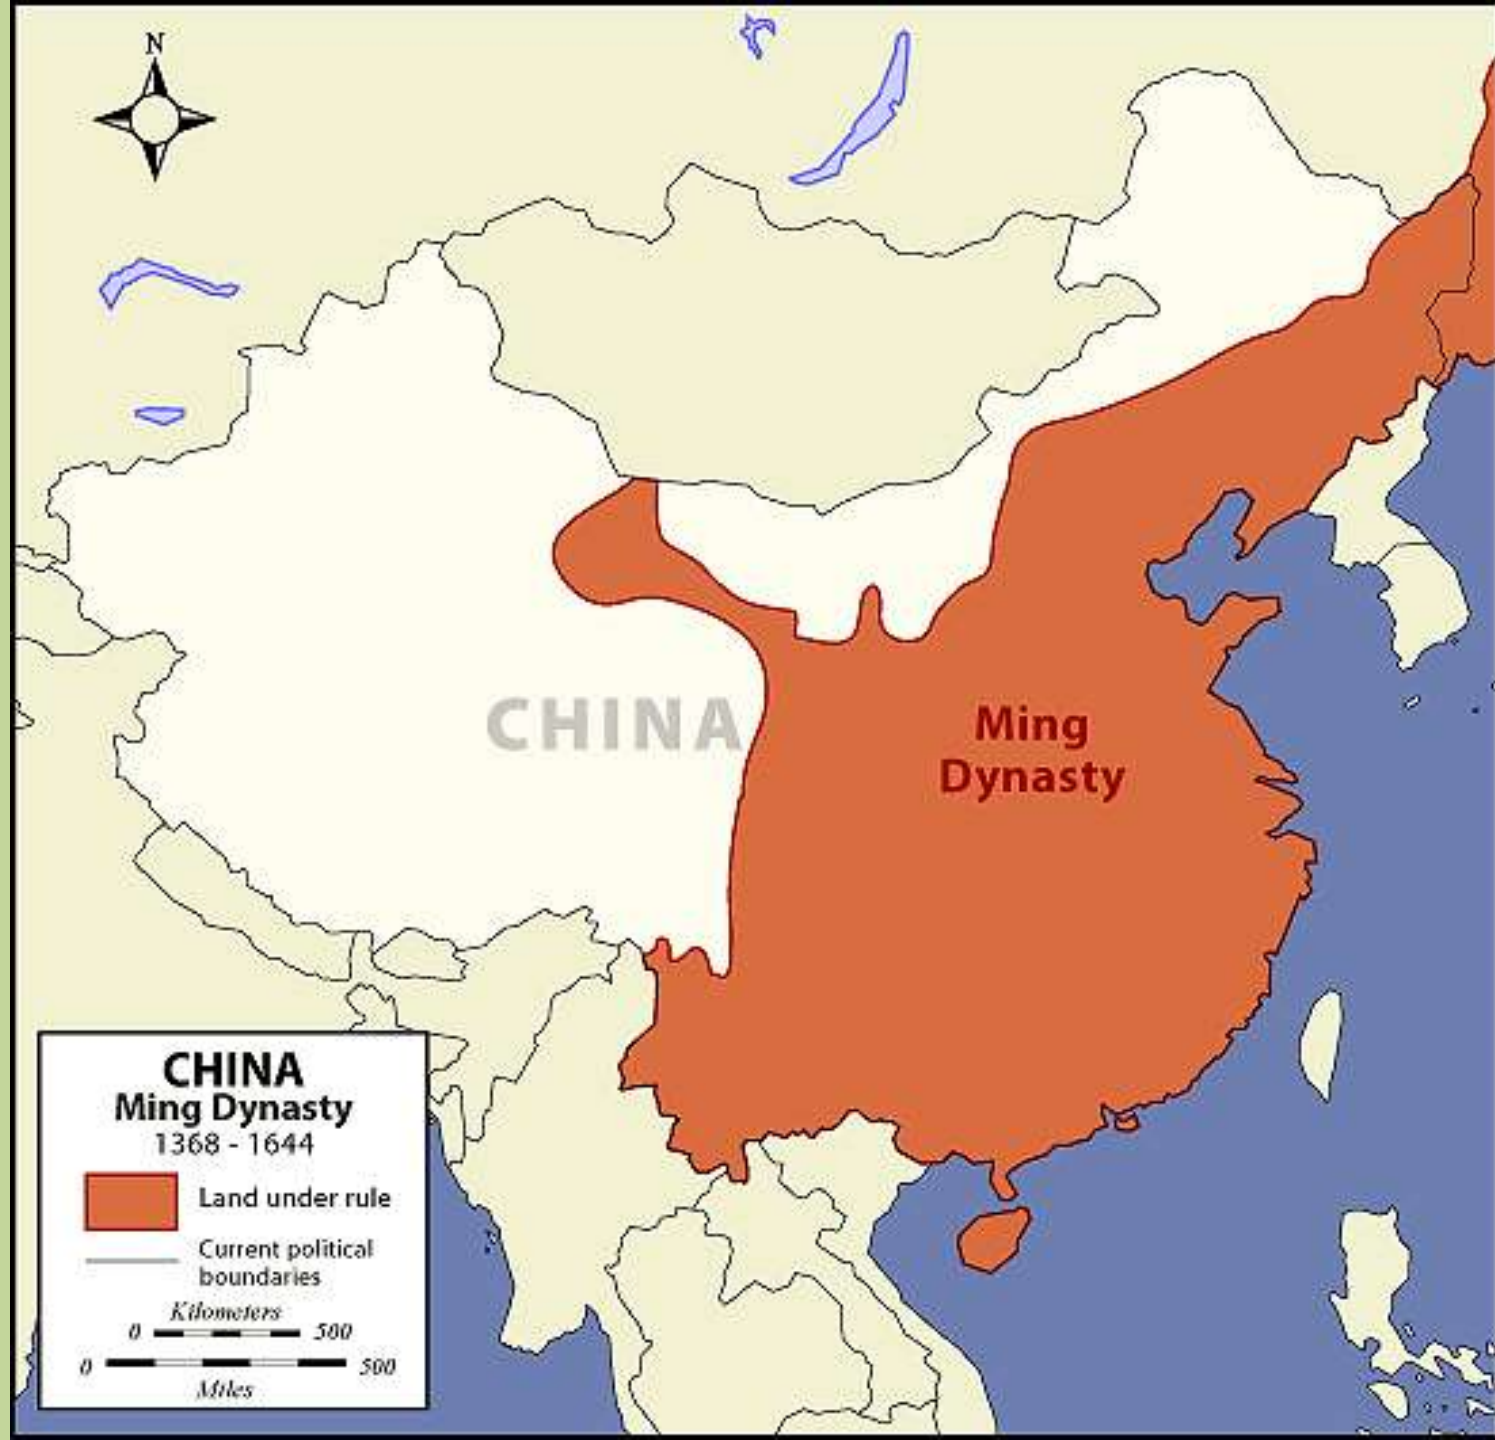 N
CHINA
Ming
Dynasty
CHINA
Ming Dynasty
1368 - 1644
Land under rule
Current political
boundaries
Kilometers
0 500
0 500
Miles